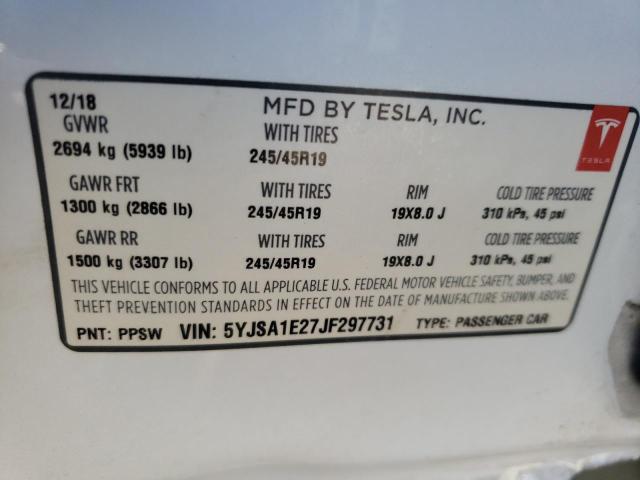 12/18 MFD BY TESLA, INC.
GVWR WITH TIRES
2694 kg (5939 lb) 245/45R19
TESLA
GAWR FRT WITH TIRES RIM COLD TIRE PRESSURE
1300 kg (2866 lb) 245/45R19 19X8.0 J 310 kPa, 45 psi
GAWR RR WITH TIRES RIM COLD TIRE PRESSURE
1500 kg (3307 lb) 245/45R19 19X8.0 J 310 kPa, 45 psi
THIS VEHICLE CONFORMS TO ALL APPLICABLE U.S. FEDERAL MOTOR VEHICLE SAFETY, BUMPER, AND
THEFT PREVENTION STANDARDS IN EFFECT ON THE DATE OF MANUFACTURE SHOWN ABOVE.
PNT: PPSW VIN: 5YJSA1E27JF297731 TYPE: PASSENGER CAR